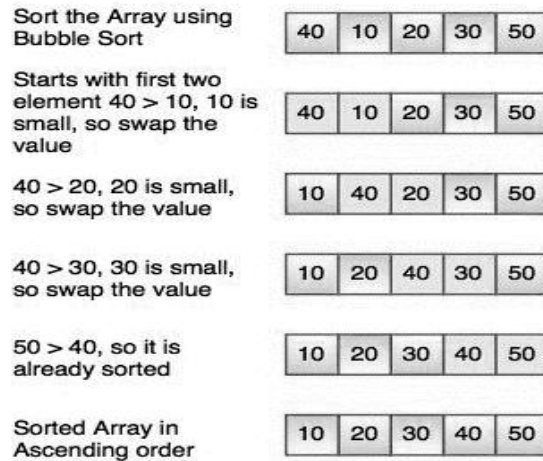 Sort the Array using
Bubble Sort
40 10 20 30 50
Starts with first two
element 40 > 10, 10 is
small, so swap the
value
40 10 20 30 50
40 > 20, 20 is small,
so swap the value
10 40 20 30 50
40 > 30, 30 is small,
so swap the value
10 20 40 30 50
50 > 40, so it is
already sorted
10 20 30 40 50
Sorted Array in
Ascending order
10 20 30 40 50